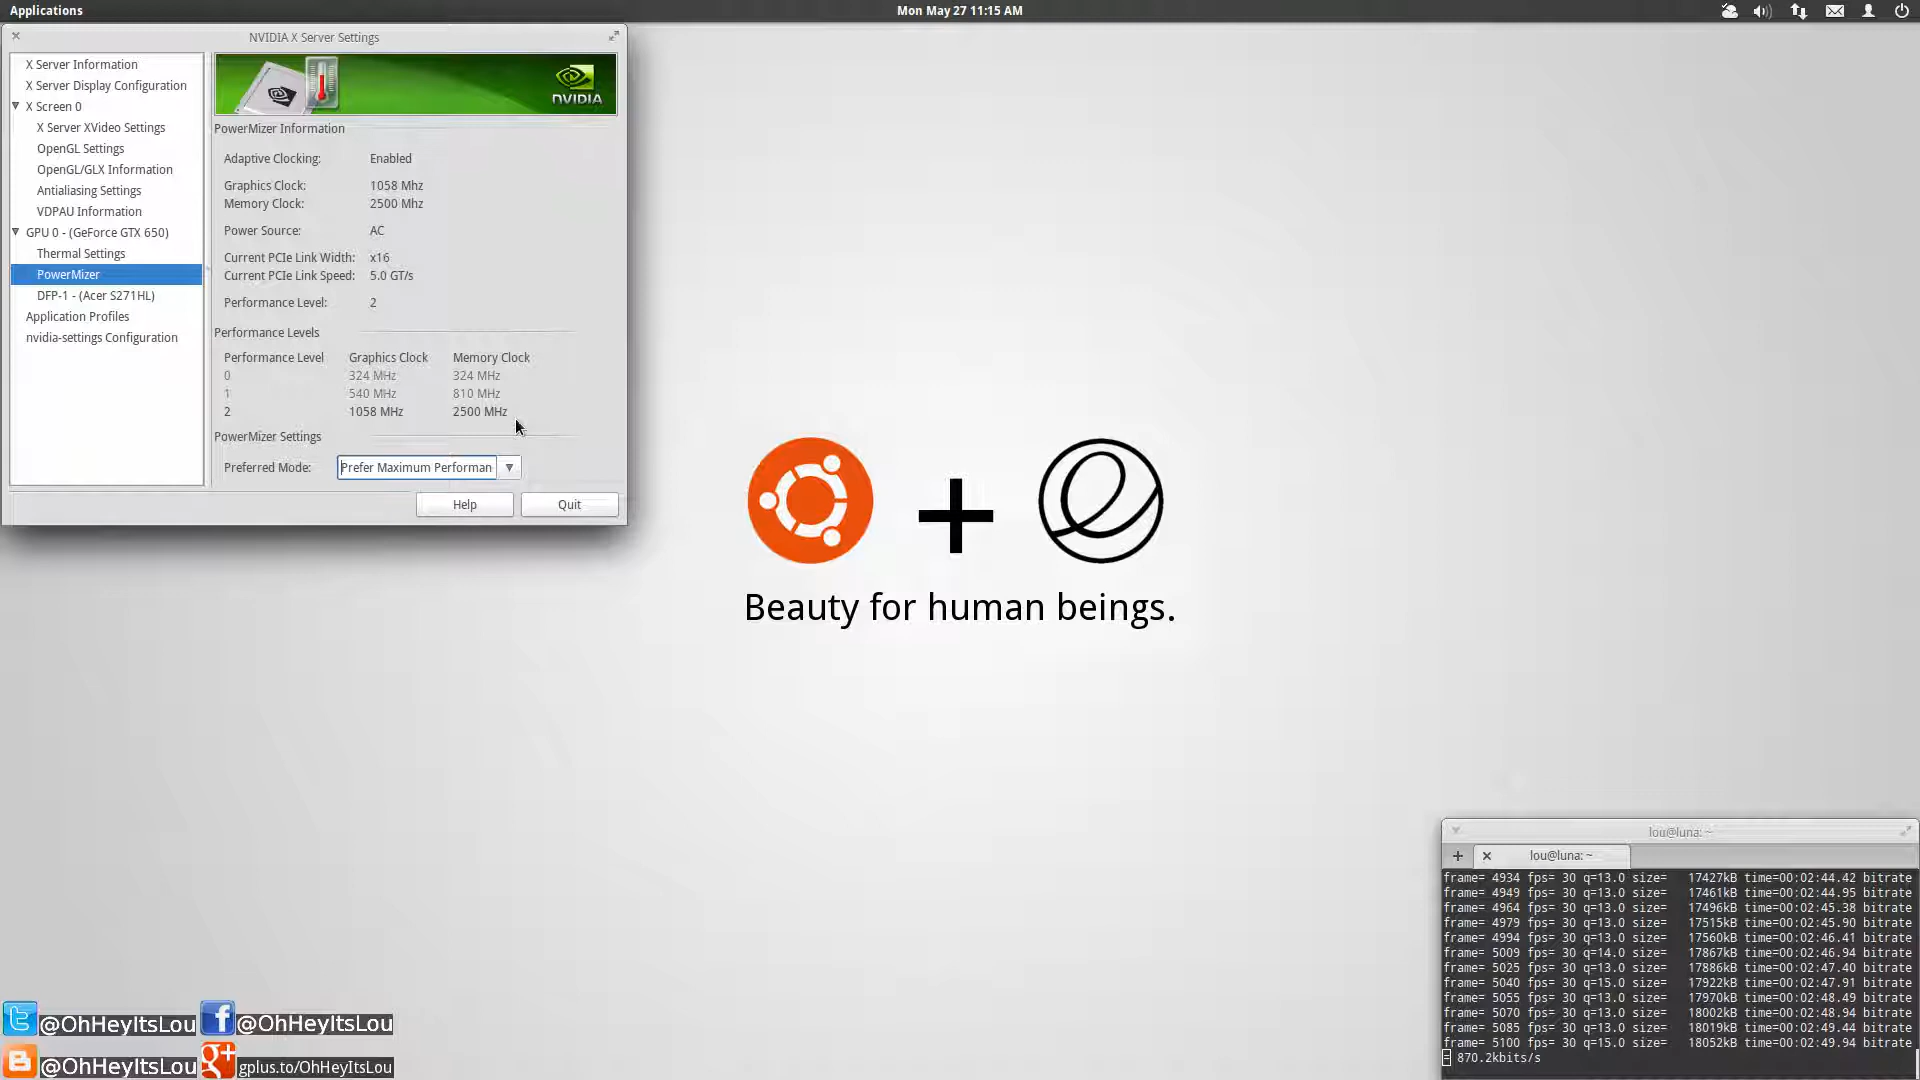 Applications
Mon May 27 11:15 AM
NVIDIA X Server Settings
X Server Information
X Server Display Configuration
X Screen 0
X Server XVideo Settings
OpenGL Settings
OpenGL/GLX Information
Antialiasing Settings
VDPAU Information
GPU 0 - (GeForce GTX 650)
Thermal Settings
PowerMizer
DFP-1 - (Acer S271HL)
Application Profiles
nvidia-settings Configuration
NVIDIA
PowerMizer Information
Adaptive Clocking: Enabled
Graphics Clock: 1058 Mhz
Memory Clock: 2500 Mhz
Power Source: AC
Current PCIe Link Width: x16
Current PCIe Link Speed: 5.0 GT/s
Performance Level: 2
Performance Levels
Performance Level Graphics Clock Memory Clock
0 324 MHz 324 MHz
1 540 MHz 810 MHz
2 1058 MHz 2500 MHz
PowerMizer Settings
Preferred Mode: Prefer Maximum Performan
Help Quit
Beauty for human beings.
lou@luna: ~
+ × lou@luna: ~
frame= 4934 fps= 30 q=13.0 size=   17427kB time=00:02:44.42 bitrate
frame= 4949 fps= 30 q=13.0 size=   17461kB time=00:02:44.95 bitrate
frame= 4964 fps= 30 q=13.0 size=   17496kB time=00:02:45.38 bitrate
frame= 4979 fps= 30 q=13.0 size=   17515kB time=00:02:45.90 bitrate
frame= 4994 fps= 30 q=13.0 size=   17560kB time=00:02:46.41 bitrate
frame= 5009 fps= 30 q=14.0 size=   17867kB time=00:02:46.94 bitrate
frame= 5025 fps= 30 q=13.0 size=   17886kB time=00:02:47.40 bitrate
frame= 5040 fps= 30 q=15.0 size=   17922kB time=00:02:47.91 bitrate
frame= 5055 fps= 30 q=13.0 size=   17970kB time=00:02:48.49 bitrate
frame= 5070 fps= 30 q=13.0 size=   18002kB time=00:02:48.94 bitrate
frame= 5085 fps= 30 q=13.0 size=   18019kB time=00:02:49.44 bitrate
frame= 5100 fps= 30 q=15.0 size=   18052kB time=00:02:49.94 bitrate
= 870.2kbits/s
@OhHeyItsLou @OhHeyItsLou
@OhHeyItsLou gplus.to/OhHeyItsLou